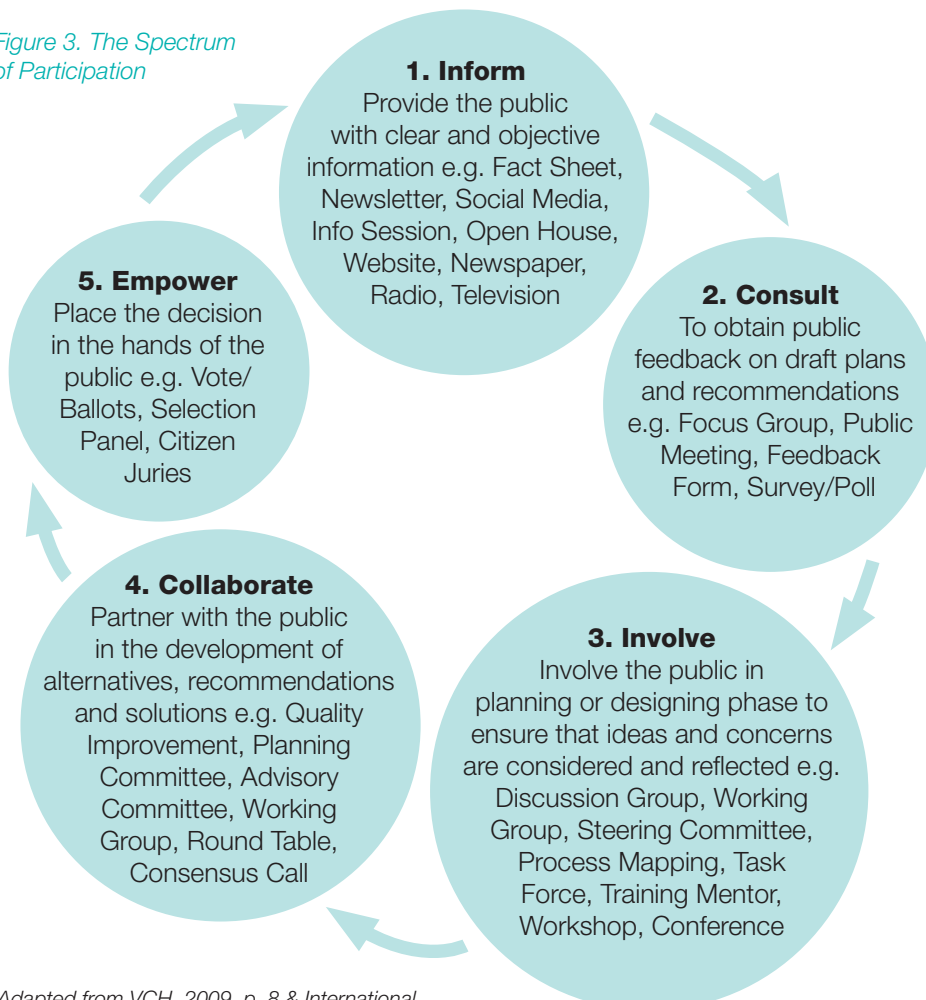 Figure 3. The Spectrum
of Participation
1. Inform
Provide the public
with clear and objective
information e.g. Fact Sheet,
Newsletter, Social Media,
Info Session, Open House,
Website, Newspaper,
Radio, Television
2. Consult
To obtain public
feedback on draft plans
and recommendations
e.g. Focus Group, Public
Meeting, Feedback
Form, Survey/Poll
3. Involve
Involve the public in
planning or designing phase to
ensure that ideas and concerns
are considered and reflected e.g.
Discussion Group, Working
Group, Steering Committee,
Process Mapping, Task
Force, Training Mentor,
Workshop, Conference
4. Collaborate
Partner with the public
in the development of
alternatives, recommendations
and solutions e.g. Quality
Improvement, Planning
Committee, Advisory
Committee, Working
Group, Round Table,
Consensus Call
5. Empower
Place the decision
in the hands of the
public e.g. Vote/
Ballots, Selection
Panel, Citizen
Juries
Adapted from VCH, 2009, p. 8 & International